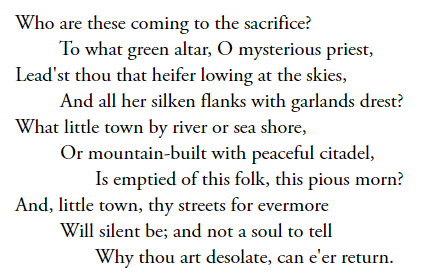 Who are these coming to the sacrifice?
To what green altar, O mysterious priest,
Lead'st thou that heifer lowing at the skies,
And all her silken flanks with garlands drest?
What little town by river or sea shore,
Or mountain-built with peaceful citadel,
Is emptied of this folk, this pious morn?
And, little town, thy streets for evermore
Will silent be; and not a soul to tell
Why thou art desolate, can e'er return.